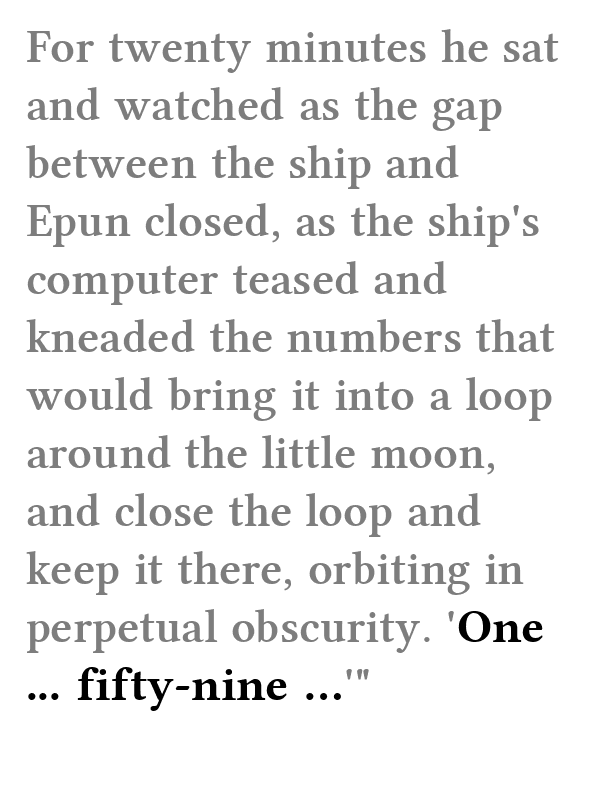 For twenty minutes he sat
and watched as the gap
between the ship and
Epun closed, as the ship's
computer teased and
kneaded the numbers that
would bring it into a loop
around the little moon,
and close the loop and
keep it there, orbiting in
perpetual obscurity. 'One
... fifty-nine …'"